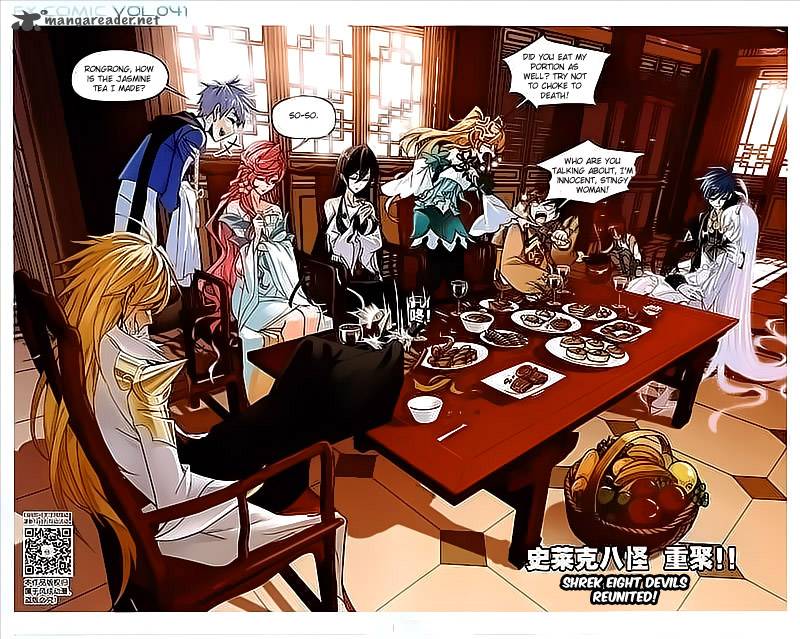 EX COMIC VOL.041
mangareader.net
RONGRONG, HOW
IS THE JASMINE
TEA I MADE?
SO-SO.
DID YOU EAT MY
PORTION AS
WELL? TRY NOT
TO CHOKE TO
DEATH!
WHO ARE YOU
TALKING ABOUT, I'M
INNOCENT, STINGY
WOMAN!
咚
史莱克八怪 重聚!!
SHREK EIGHT DEVILS
REUNITED!